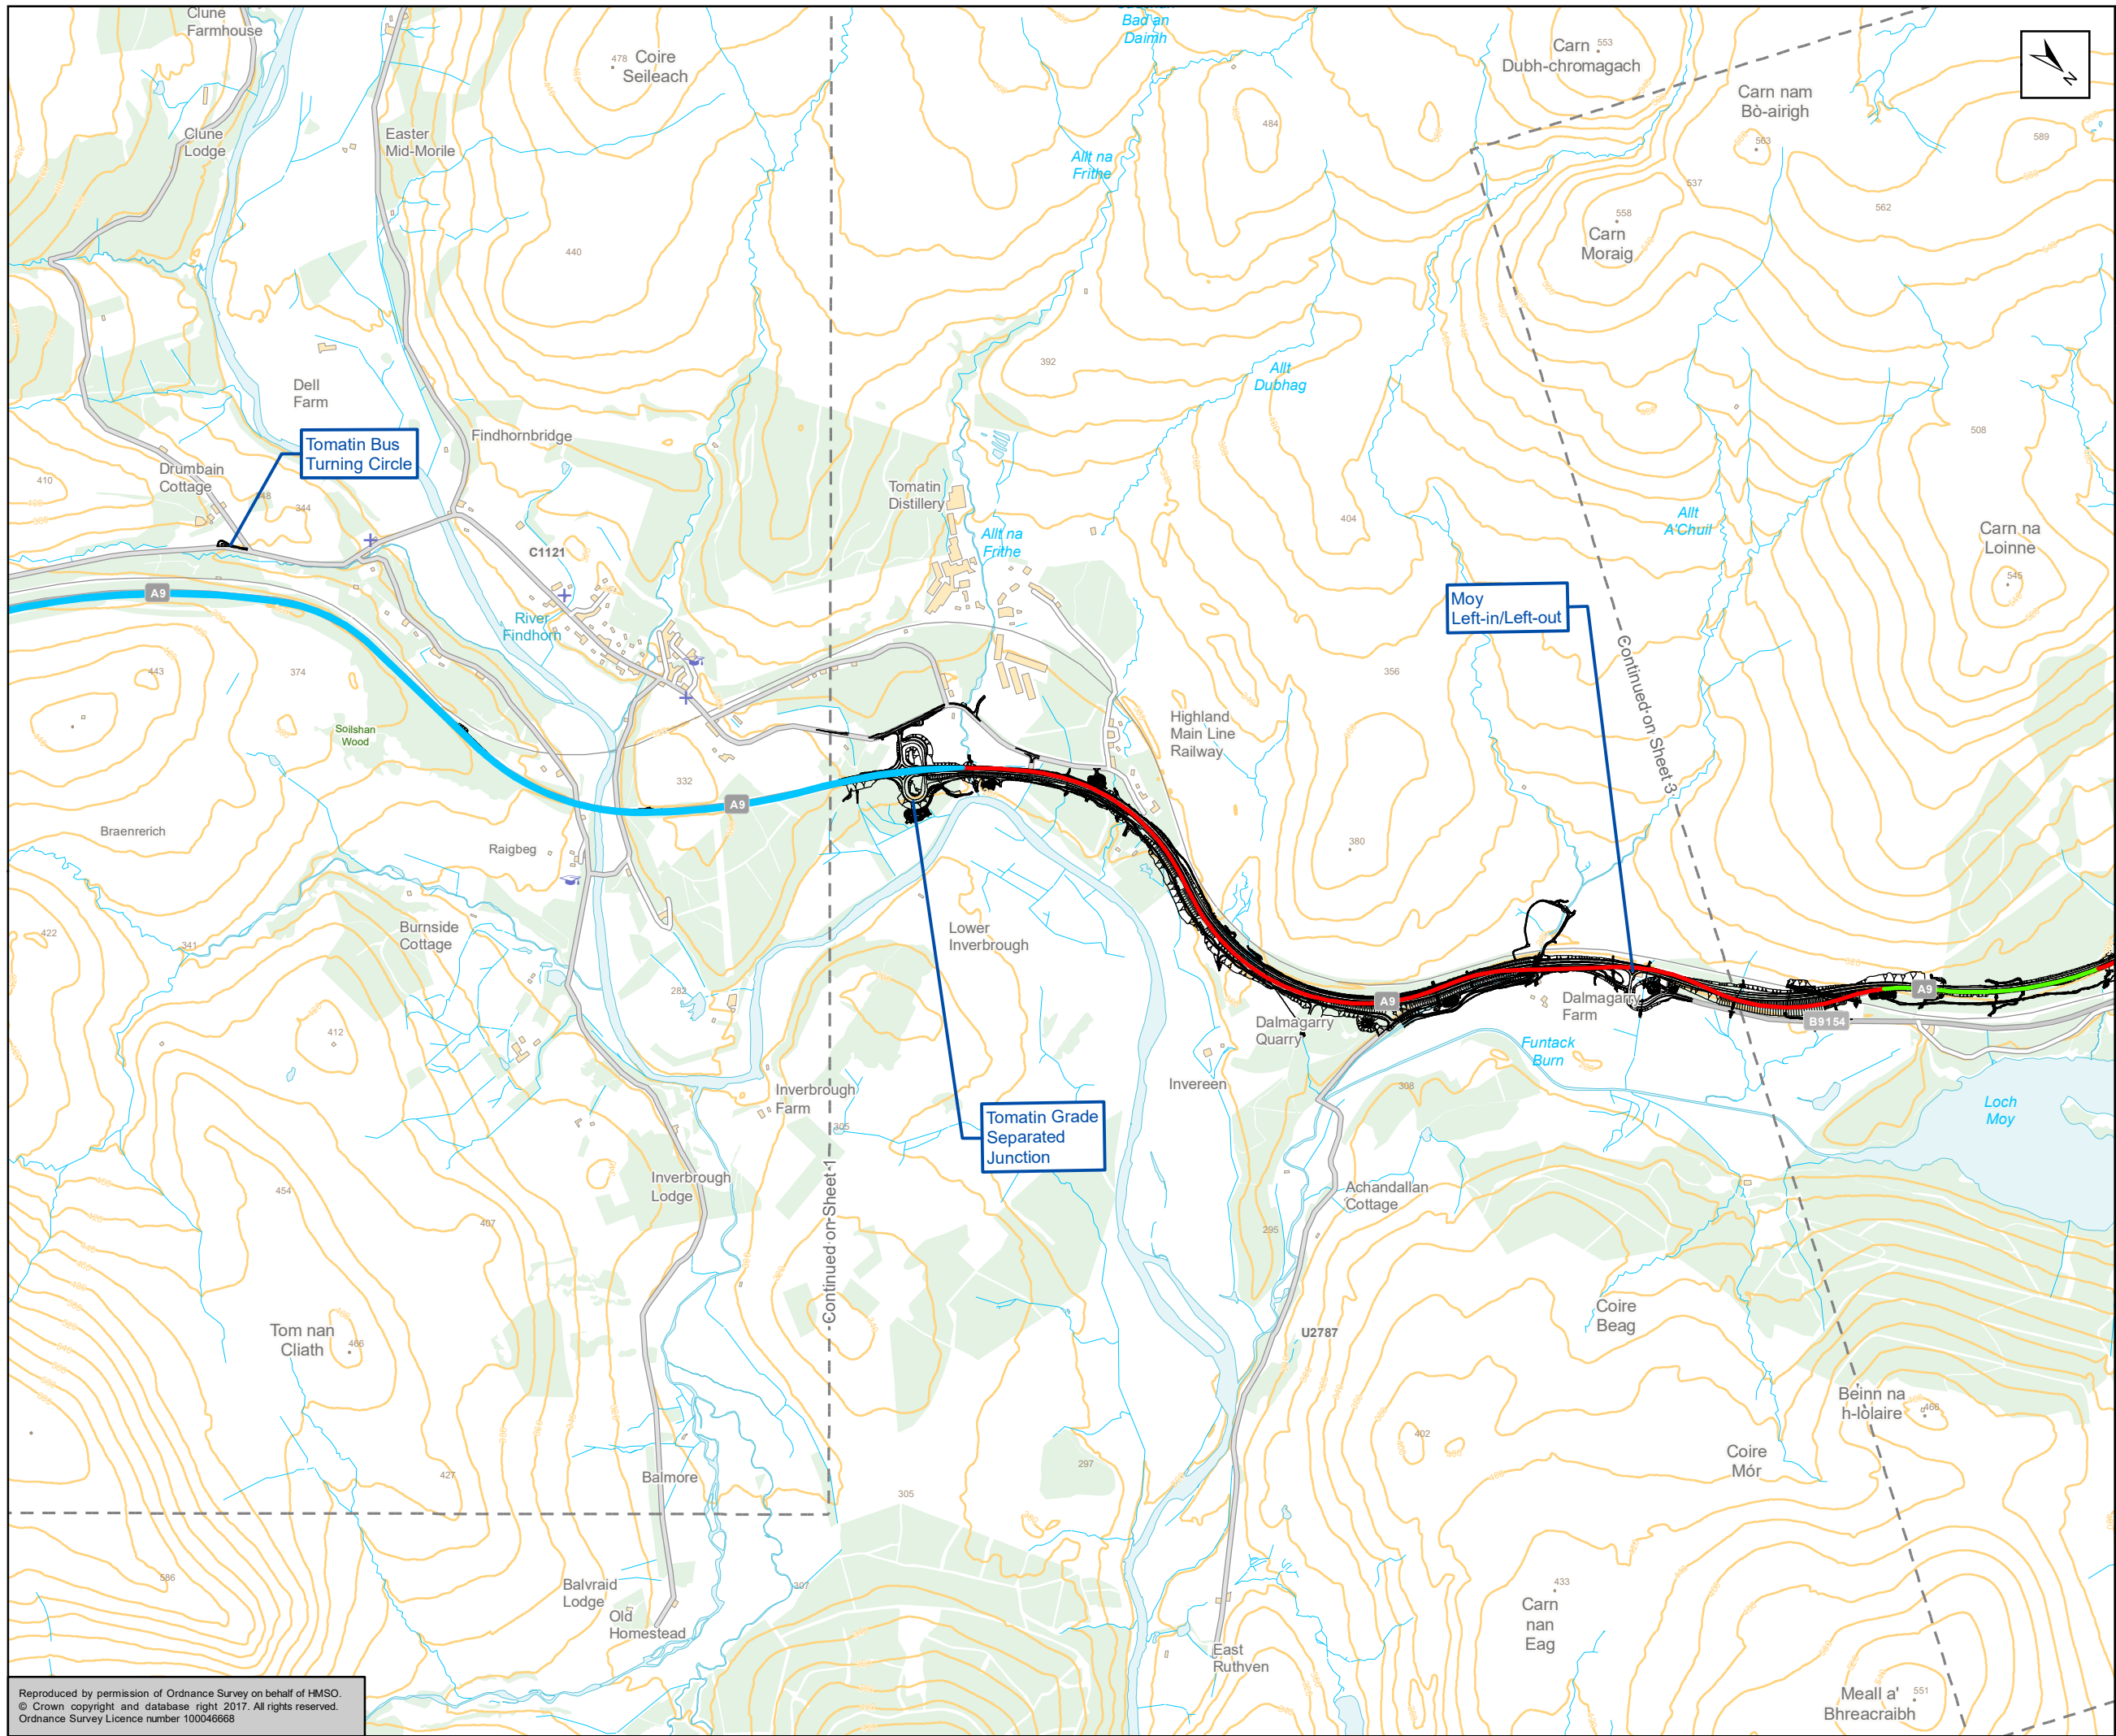 Clune
Farmhouse
478
Coire
Seileach
Bad an
Daimh
Carn
553
Dubh-chromagach
Carn nam
Bò-airigh
N
Clune
Lodge
Easter
Mid-Morile
Allt na
Frithe
484
563
589
537
562
558
Carn
Moraig
440
392
Allt
Dubhag
Dell
Farm
Findhornbridge
Tomatin Bus
Turning Circle
Drumbain
Cottage
410
348
344
508
Tomatin
Distillery
404
Allt
A'Chuil
Carn na
Loinne
545
C1121
Allt na
Frithe
A9
River
Findhorn
Moy
Left-in/Left-out
Continued on Sheet 3
443
374
356
Soilshan
Wood
Highland
Main Line
Railway
332
A9
Braenrerich
Raigbeg
380
422
341
Burnside
Cottage
Lower
Inverbrough
282
412
A9
Dalmagarry
Farm
A9
B9154
Dalmagarry
Quarry
Funtack
Burn
Invereen
308
Inverbrough
Farm
305
Loch
Moy
Tomatin Grade
Separated
Junction
Continued on Sheet 1
454
407
Inverbrough
Lodge
Achandallan
Cottage
295
Coire
Beag
U2787
Tom nan
Cliath
466
Beinn na
h-Iolaire
466
402
Coire
Mór
427
Balmore
297
305
586
307
Balvraid
Lodge
Old
Homestead
433
Carn
nan
Eag
East
Ruthven
Meall a'
Bhreacraibh
551
Reproduced by permission of Ordnance Survey on behalf of HMSO.
© Crown copyright and database right 2017. All rights reserved.
Ordnance Survey Licence number 100046668